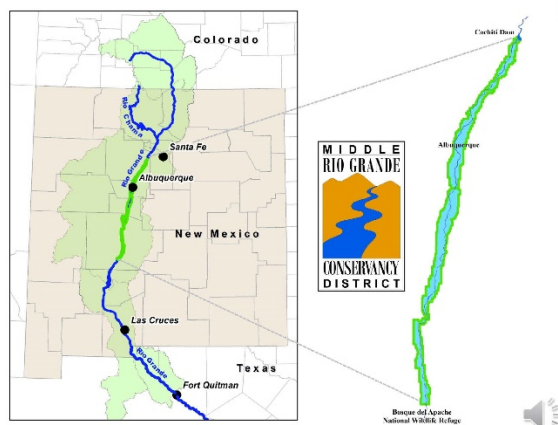 Colorado
Rio Chama
Santa Fe
Rio Grande
Albuquerque
New Mexico
Las Cruces
Rio Grande
Texas
Fort Quitman
MIDDLE
RIO GRANDE
CONSERVANCY
DISTRICT
Cochiti Dam
Albuquerque
Bosque del Apache
National Wildlife Refuge